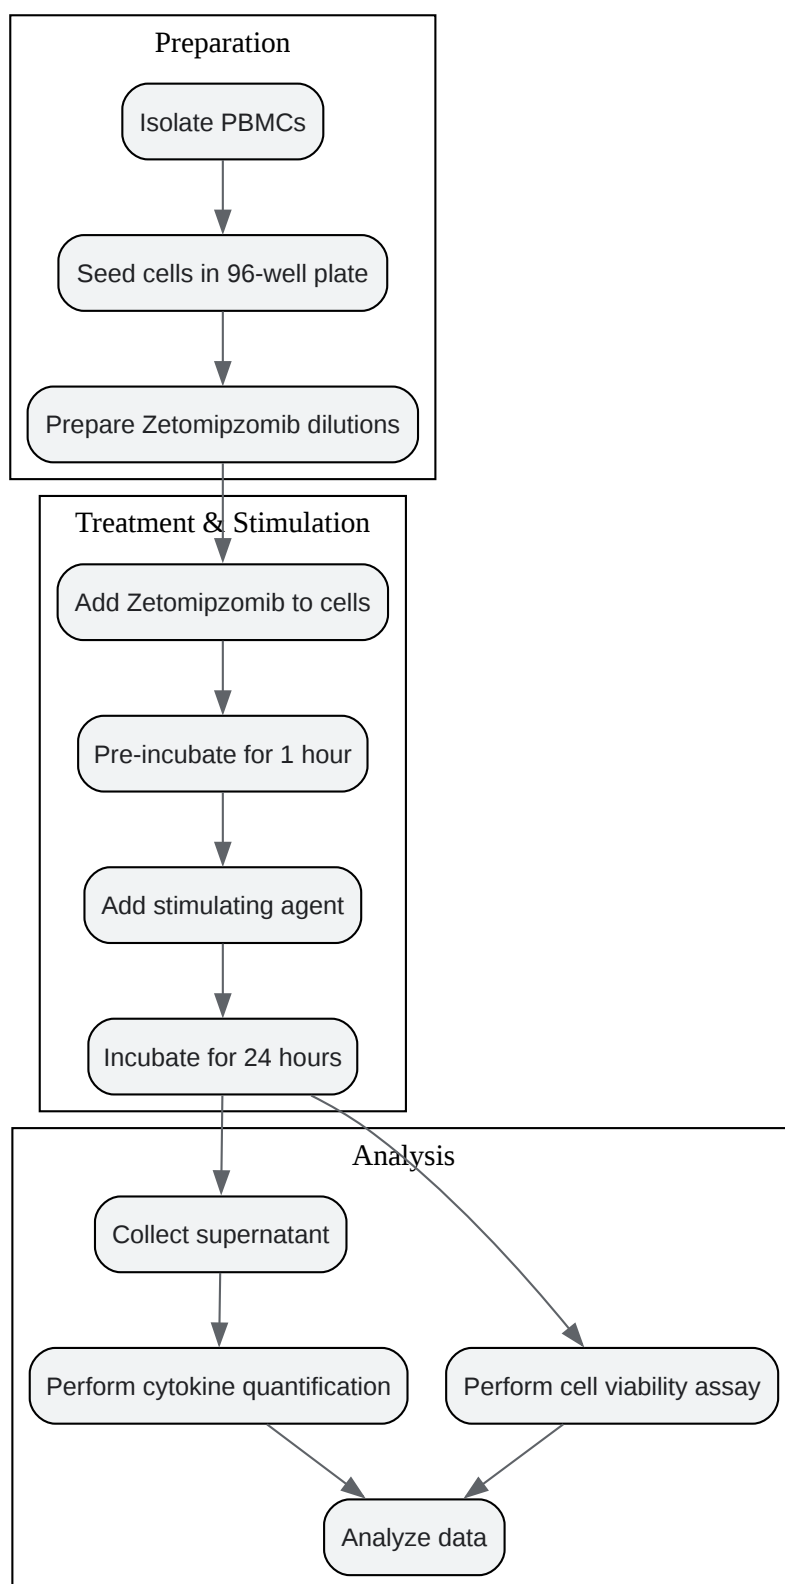 Preparation
Isolate PBMCs
Seed cells in 96-well plate
Prepare Zetomipzomib dilutions
Treatment & Stimulation
Add Zetomipzomib to cells
Pre-incubate for 1 hour
Add stimulating agent
Incubate for 24 hours
Analysis
Collect supernatant
Perform cytokine quantification
Perform cell viability assay
Analyze data